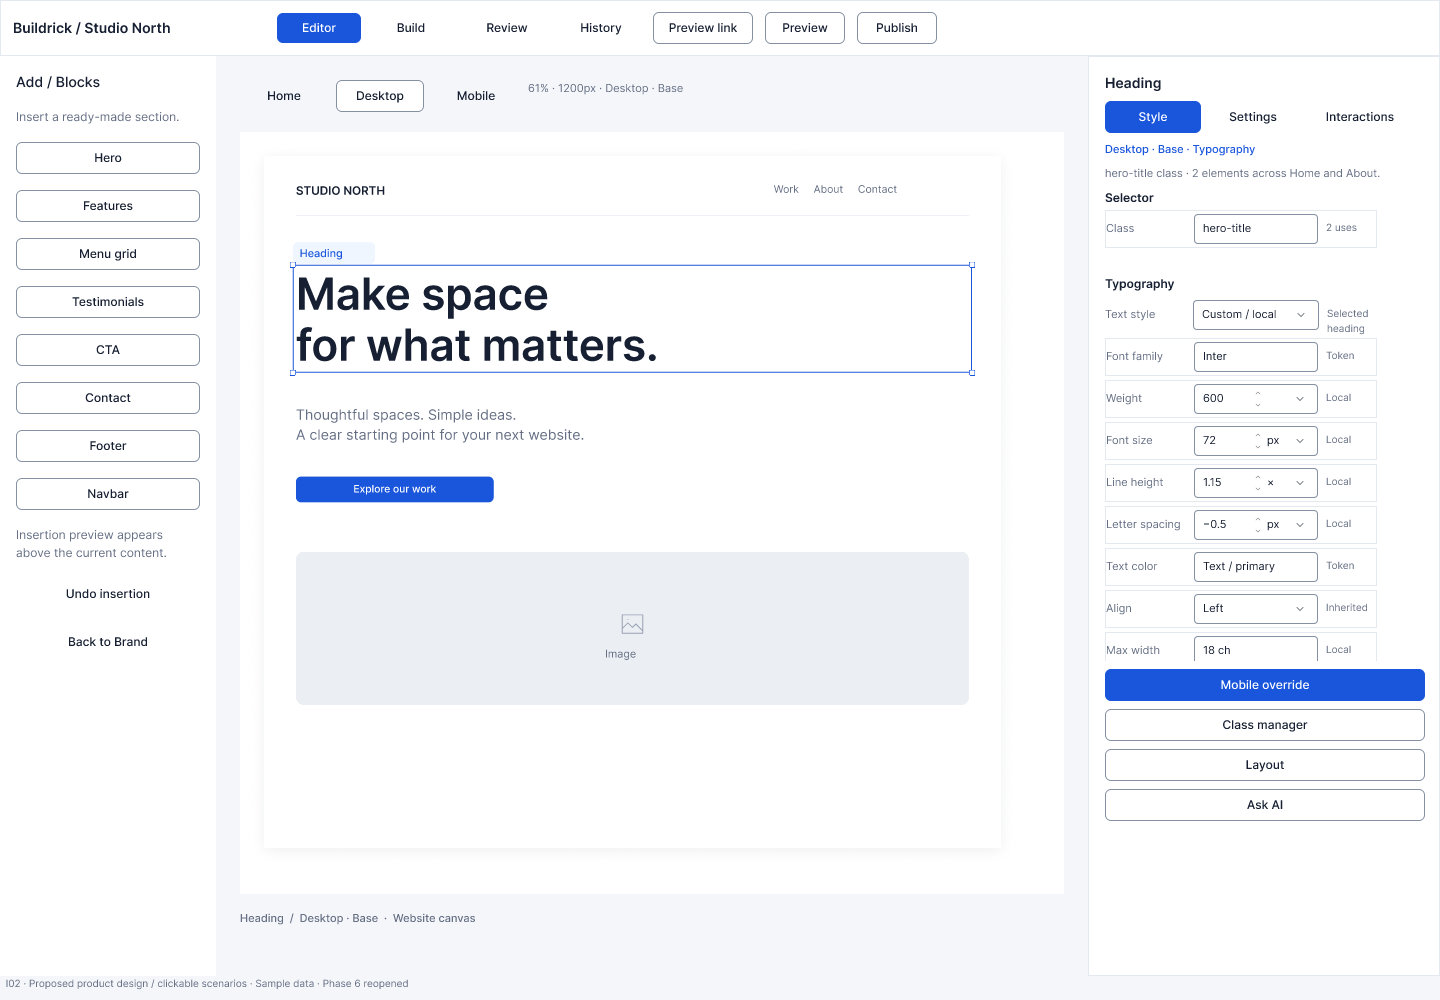 Buildrick / Studio North
Editor
Build
Review
History
Preview link
Preview
Publish
Add / Blocks
Insert a ready-made section.
Hero
Features
Menu grid
Testimonials
CTA
Contact
Footer
Navbar
Insertion preview appears
above the current content.
Undo insertion
Back to Brand
Home
Desktop
Mobile
61% · 1200px · Desktop · Base
STUDIO NORTH
Work
About
Contact
Heading
Make space
for what matters.
Thoughtful spaces. Simple ideas.
A clear starting point for your next website.
Explore our work
Image
Heading / Desktop · Base · Website canvas
Heading
Style
Settings
Interactions
Desktop · Base · Typography
hero-title class · 2 elements across Home and About.
Selector
Class
hero-title
2 uses
Typography
Text style
Custom / local
Selected
heading
Font family
Inter
Token
Weight
600
Local
Font size
72
px
Local
Line height
1.15
×
Local
Letter spacing
−0.5
px
Local
Text color
Text / primary
Token
Align
Left
Inherited
Max width
18 ch
Local
Mobile override
Class manager
Layout
Ask AI
I02 · Proposed product design / clickable scenarios · Sample data · Phase 6 reopened